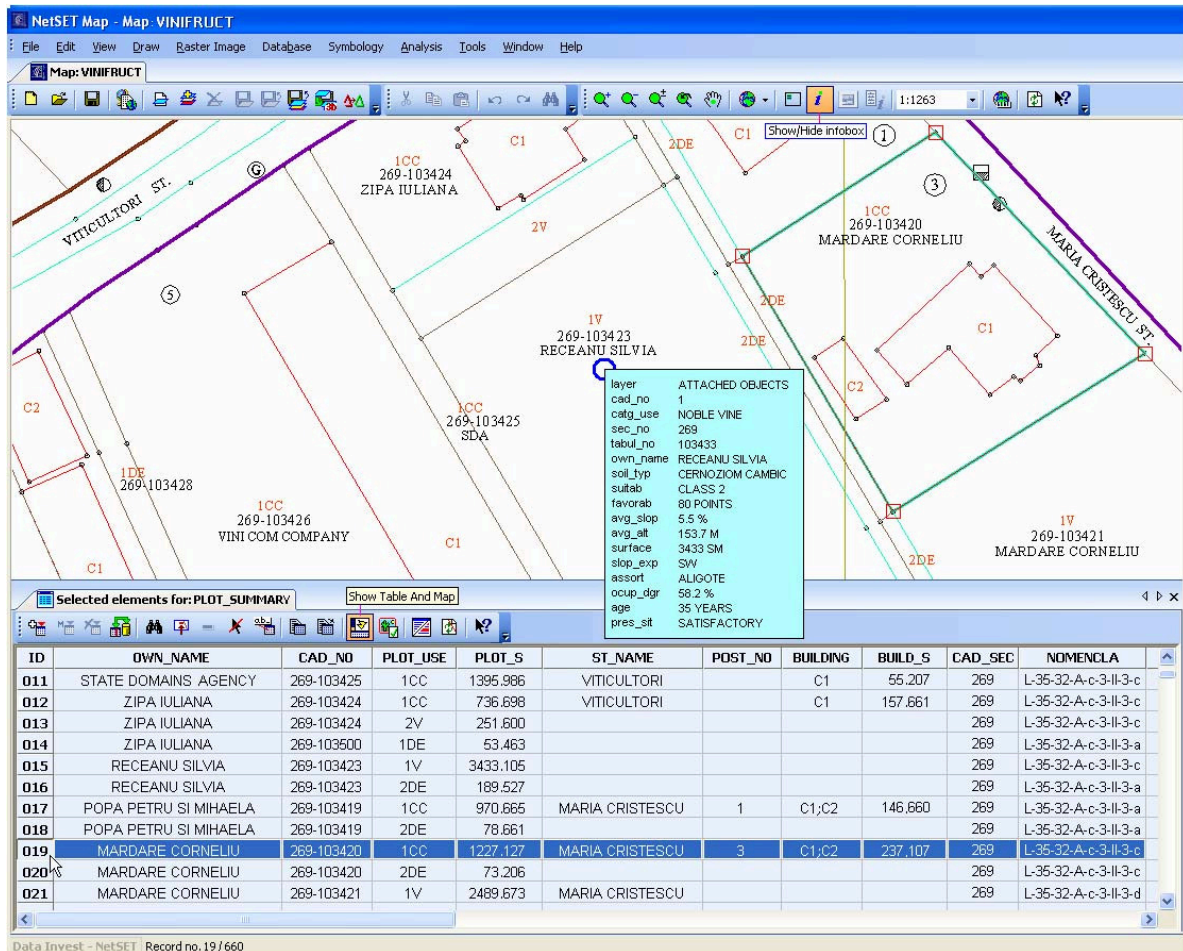 NetSET Map - Map: VINIFRUCT
File Edit View Draw Raster Image Database Symbology Analysis Tools Window Help
Map: VINIFRUCT
1:1263
Show/Hide infobox
VITICULTORI ST.
G
5
1CC
269-103424
ZIPA IULIANA
C1
2V
2DE
C1
1
3
1CC
269-103420
MARDARE CORNELIU
MARIA CRISTESCU ST.
C1
C2
2DE
2DE
1V
269-103423
RECEANU SILVIA
C2
1CC
269-103425
SDA
1DE
269-103428
1CC
269-103426
VINI COM COMPANY
C1
C1
2DE
1V
269-103421
MARDARE CORNELIU
layer ATTACHED OBJECTS
cad_no 1
catg_use NOBLE VINE
sec_no 269
tabul_no 103433
own_name RECEANU SILVIA
soil_typ CERNOZIOM CAMBIC
suitab CLASS 2
favorab 80 POINTS
avg_slop 5.5 %
avg_alt 153.7 M
surface 3433 SM
slop_exp SW
assort ALIGOTE
ocup_dgr 58.2 %
age 35 YEARS
pres_sit SATISFACTORY
Selected elements for: PLOT_SUMMARY
Show Table And Map
ID OWN_NAME CAD_NO PLOT_USE PLOT_S ST_NAME POST_NO BUILDING BUILD_S CAD_SEC NOMENCLA
011 STATE DOMAINS AGENCY 269-103425 1CC 1395.986 VITICULTORI C1 55.207 269 L-35-32-A-c-3-II-3-c
012 ZIPA IULIANA 269-103424 1CC 736.698 VITICULTORI C1 157.661 269 L-35-32-A-c-3-II-3-c
013 ZIPA IULIANA 269-103424 2V 251.600 269 L-35-32-A-c-3-II-3-c
014 ZIPA IULIANA 269-103500 1DE 53.463 269 L-35-32-A-c-3-II-3-a
015 RECEANU SILVIA 269-103423 1V 3433.105 269 L-35-32-A-c-3-II-3-c
016 RECEANU SILVIA 269-103423 2DE 189.527 269 L-35-32-A-c-3-II-3-a
017 POPA PETRU SI MIHAELA 269-103419 1CC 970.665 MARIA CRISTESCU 1 C1;C2 146,660 269 L-35-32-A-c-3-II-3-a
018 POPA PETRU SI MIHAELA 269-103419 2DE 78.661 269 L-35-32-A-c-3-II-3-a
019 MARDARE CORNELIU 269-103420 1CC 1227.127 MARIA CRISTESCU 3 C1;C2 237,107 269 L-35-32-A-c-3-II-3-c
020 MARDARE CORNELIU 269-103420 2DE 73.206 269 L-35-32-A-c-3-II-3-c
021 MARDARE CORNELIU 269-103421 1V 2489.673 MARIA CRISTESCU 269 L-35-32-A-c-3-II-3-d
Data Invest - NetSET Record no. 19 / 660